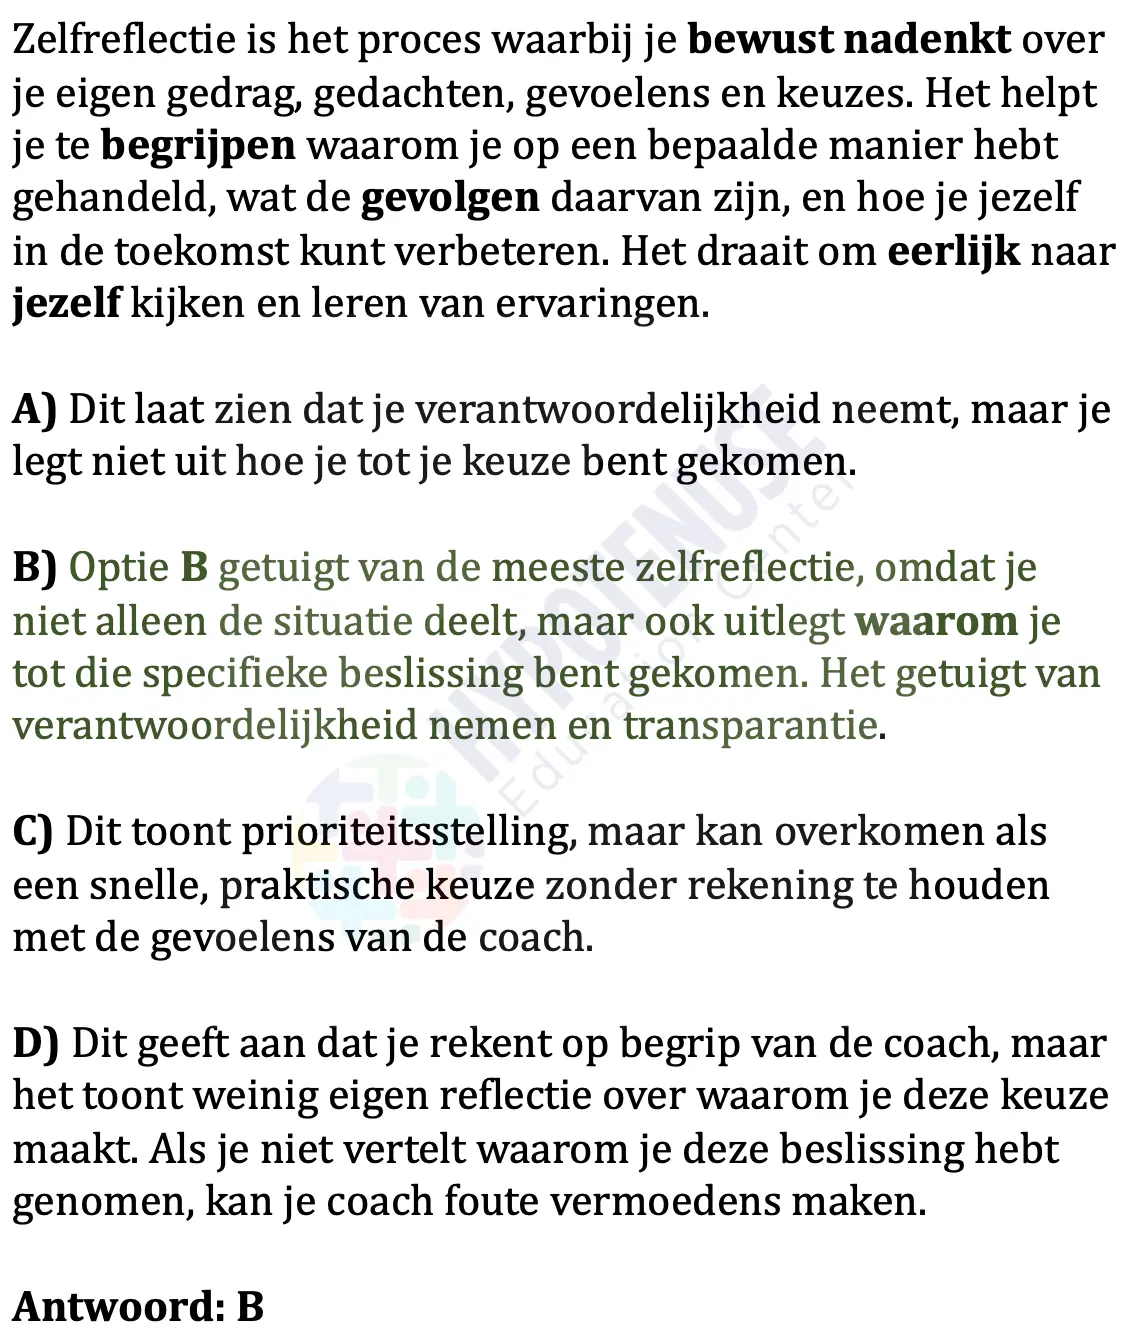 Zelfreflectie is het proces waarbij je bewust nadenkt over
je eigen gedrag, gedachten, gevoelens en keuzes. Het helpt
je te begrijpen waarom je op een bepaalde manier hebt
gehandeld, wat de gevolgen daarvan zijn, en hoe je jezelf
in de toekomst kunt verbeteren. Het draait om eerlijk naar
jezelf kijken en leren van ervaringen.
A) Dit laat zien dat je verantwoordelijkheid neemt, maar je
legt niet uit hoe je tot je keuze bent gekomen.
B) Optie B getuigt van de meeste zelfreflectie, omdat je
niet alleen de situatie deelt, maar ook uitlegt waarom je
tot die specifieke beslissing bent gekomen. Het getuigt van
verantwoordelijkheid nemen en transparantie.
C) Dit toont prioriteitsstelling, maar kan overkomen als
een snelle, praktische keuze zonder rekening te houden
met de gevoelens van de coach.
D) Dit geeft aan dat je rekent op begrip van de coach, maar
het toont weinig eigen reflectie over waarom je deze keuze
maakt. Als je niet vertelt waarom je deze beslissing hebt
genomen, kan je coach foute vermoedens maken.
Antwoord: B
HYPOTENUSE
Education Center